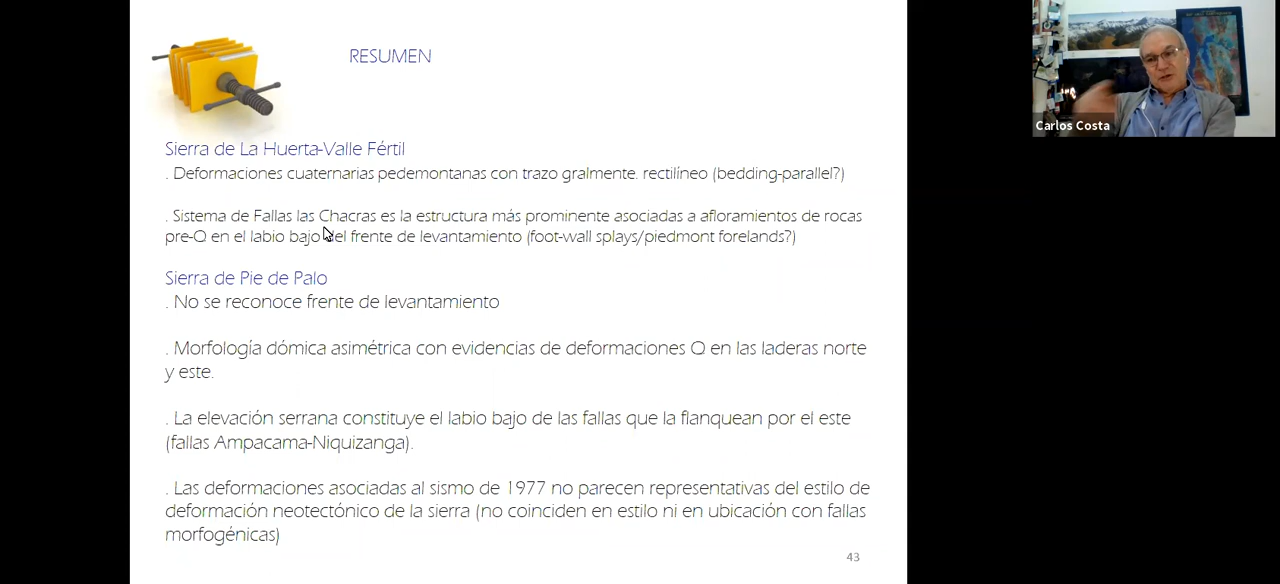 RESUMEN
Carlos Costa
Sierra de La Huerta-Valle Fértil
. Deformaciones cuaternarias pedemontanas con trazo gralmente. rectilíneo (bedding-parallel?)
. Sistema de Fallas las Chacras es la estructura más prominente asociadas a afloramientos de rocas
pre-Q en el labio bajo del frente de levantamiento (foot-wall splays/piedmont forelands?)
Sierra de Pie de Palo
. No se reconoce frente de levantamiento
. Morfología dómica asimétrica con evidencias de deformaciones Q en las laderas norte
y este.
. La elevación serrana constituye el labio bajo de las fallas que la flanquean por el este
(fallas Ampacama-Niquizanga).
. Las deformaciones asociadas al sismo de 1977 no parecen representativas del estilo de
deformación neotectónico de la sierra (no coinciden en estilo ni en ubicación con fallas
morfogénicas)
43